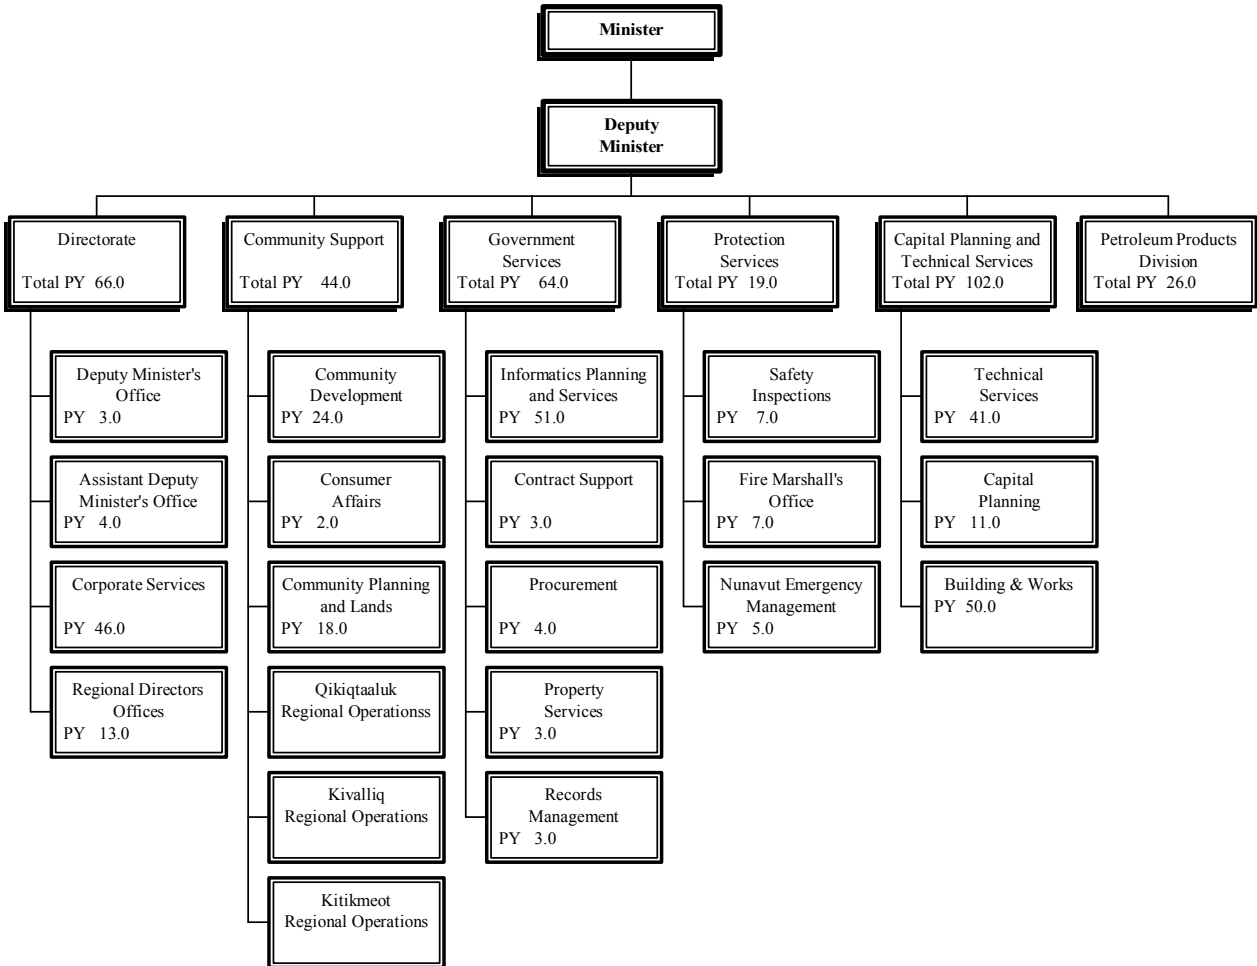 Minister
Deputy
Minister
Directorate
Total PY 66.0
Community Support
Total PY 44.0
Government
Services
Total PY 64.0
Protection
Services
Total PY 19.0
Capital Planning and
Technical Services
Total PY 102.0
Petroleum Products
Division
Total PY 26.0
Deputy Minister's
Office
PY 3.0
Assistant Deputy
Minister's Office
PY 4.0
Corporate Services
PY 46.0
Regional Directors
Offices
PY 13.0
Community
Development
PY 24.0
Consumer
Affairs
PY 2.0
Community Planning
and Lands
PY 18.0
Qikiqtaaluk
Regional Operationss
Kivalliq
Regional Operations
Kitikmeot
Regional Operations
Informatics Planning
and Services
PY 51.0
Contract Support
PY 3.0
Procurement
PY 4.0
Property
Services
PY 3.0
Records
Management
PY 3.0
Safety
Inspections
PY 7.0
Fire Marshall's
Office
PY 7.0
Nunavut Emergency
Management
PY 5.0
Technical
Services
PY 41.0
Capital
Planning
PY 11.0
Building & Works
PY 50.0